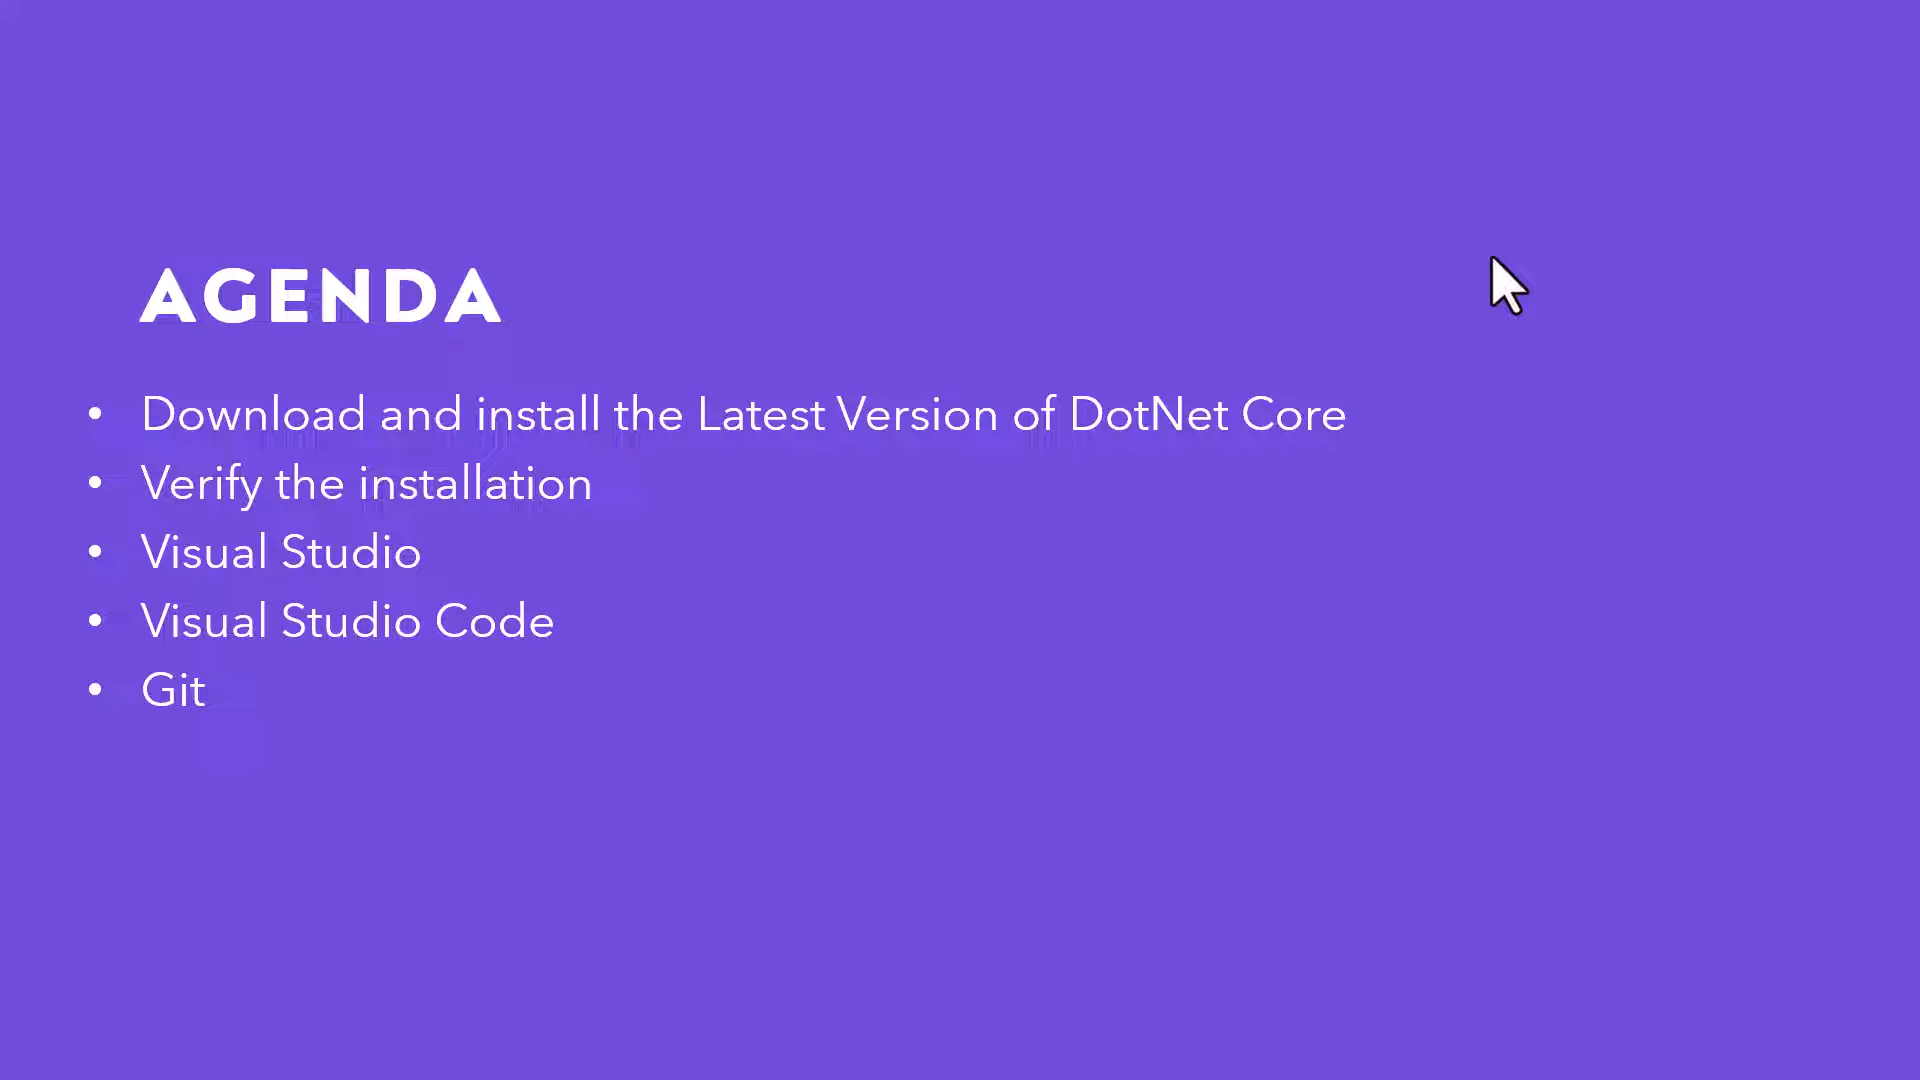 AGENDA
• Download and install the Latest Version of DotNet Core
• Verify the installation
• Visual Studio
• Visual Studio Code
• Git